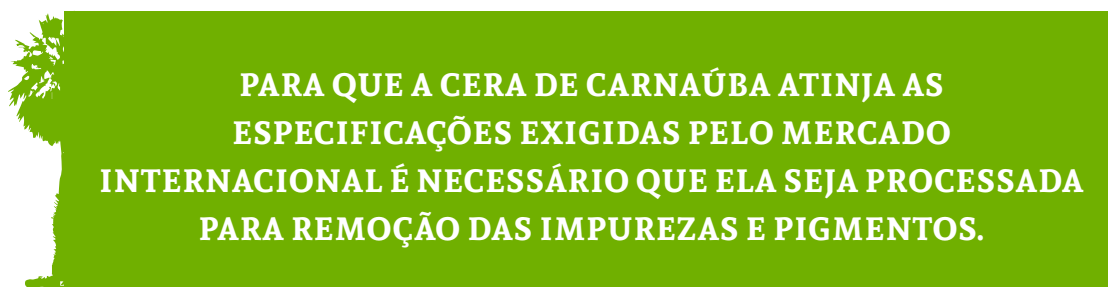 PARA QUE A CERA DE CARNAÚBA ATINJA AS
ESPECIFICAÇÕES EXIGIDAS PELO MERCADO
INTERNACIONAL É NECESSÁRIO QUE ELA SEJA PROCESSADA
PARA REMOÇÃO DAS IMPUREZAS E PIGMENTOS.